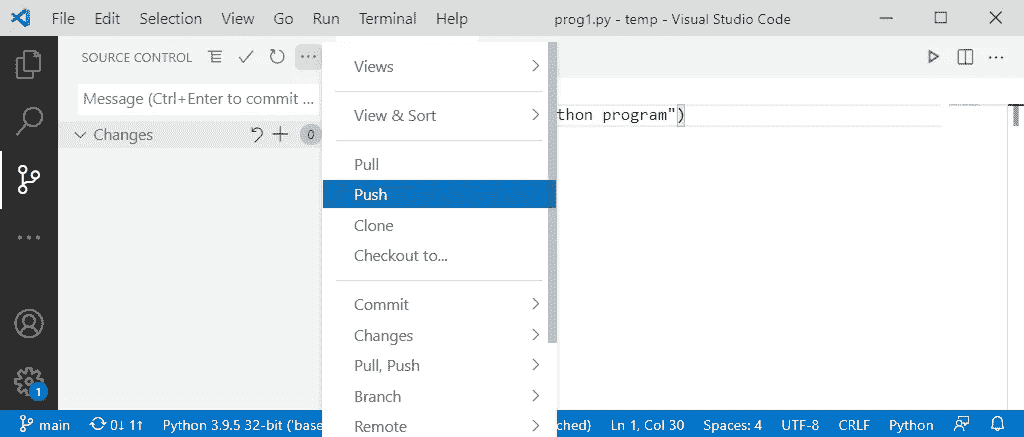 File Edit Selection View Go Run Terminal Help prog1.py - temp - Visual Studio Code
SOURCE CONTROL
Message (Ctrl+Enter to commit ...
Changes 0
thon program")
Views
View & Sort
Pull
Push
Clone
Checkout to...
Commit
Changes
Pull, Push
Branch
Remote
1
main 0↓ 1↑ Python 3.9.5 32-bit ('base ched) Ln 1, Col 30 Spaces: 4 UTF-8 CRLF Python